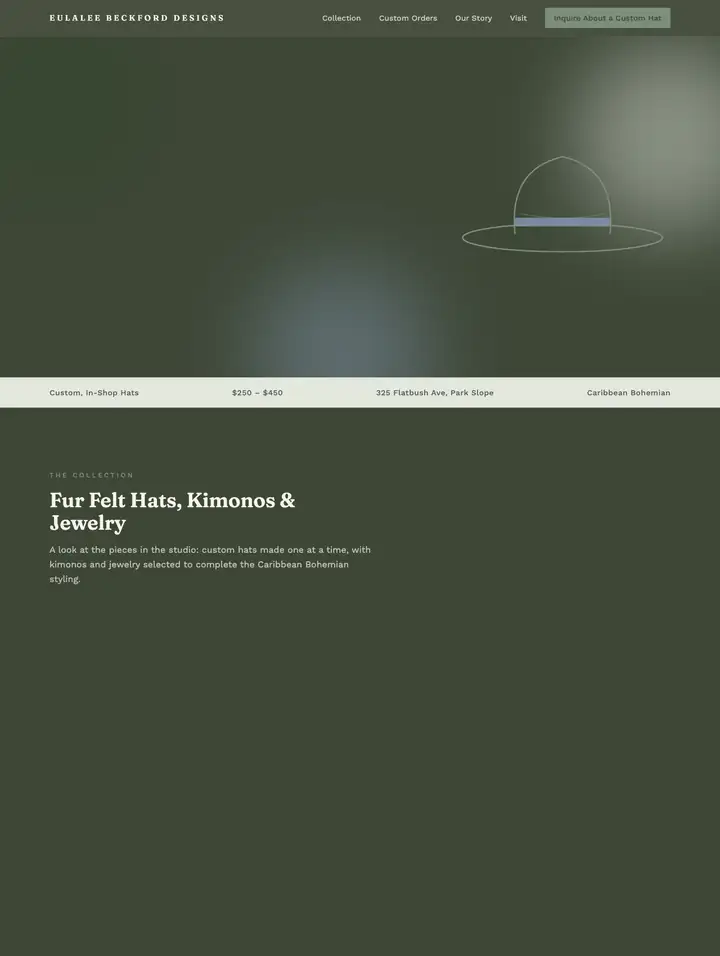 EULALEE BECKFORD DESIGNS
Collection Custom Orders Our Story Visit Inquire About a Custom Hat
Custom, In-Shop Hats $250 – $450 325 Flatbush Ave, Park Slope Caribbean Bohemian
THE COLLECTION
Fur Felt Hats, Kimonos &
Jewelry
A look at the pieces in the studio: custom hats made one at a time, with
kimonos and jewelry selected to complete the Caribbean Bohemian
styling.